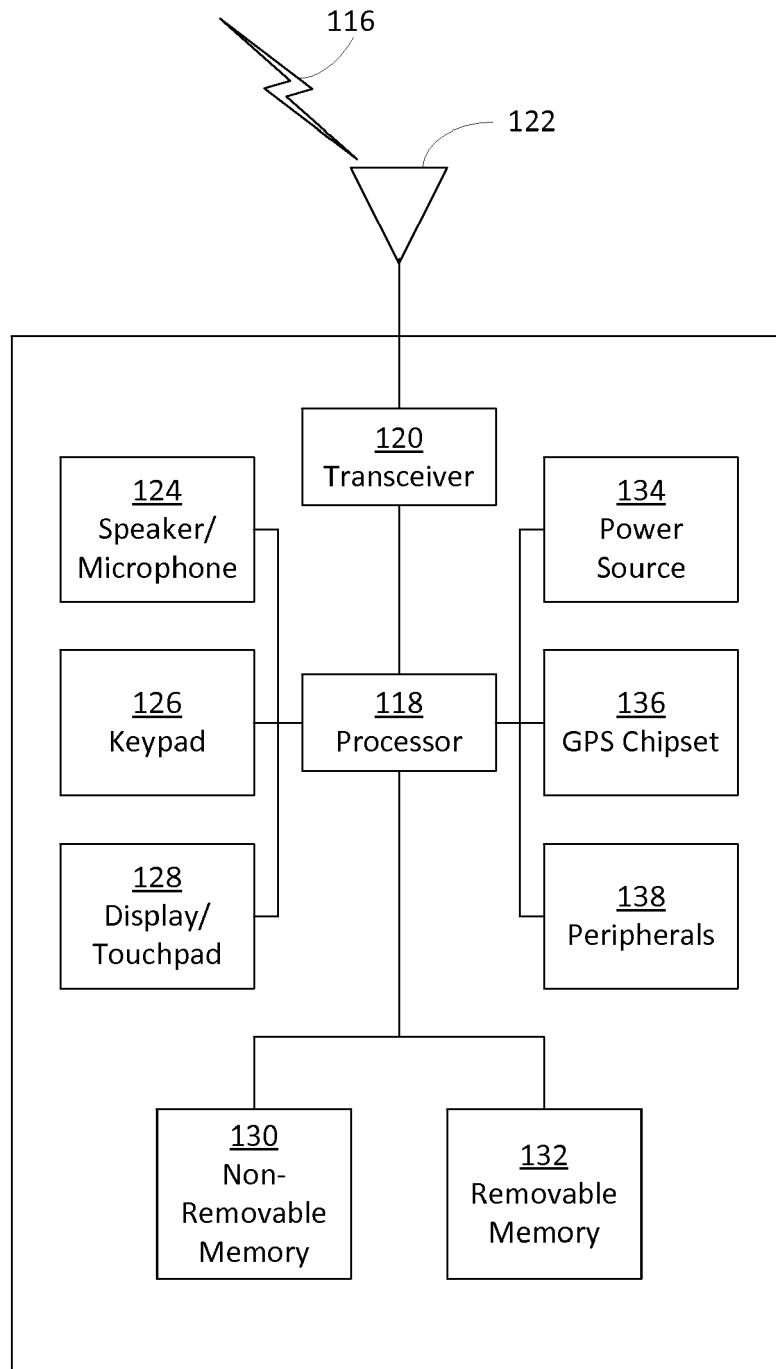 116
122
120
Transceiver
124
Speaker/
Microphone
134
Power
Source
126
Keypad
118
Processor
136
GPS Chipset
128
Display/
Touchpad
138
Peripherals
130
Non-
Removable
Memory
132
Removable
Memory